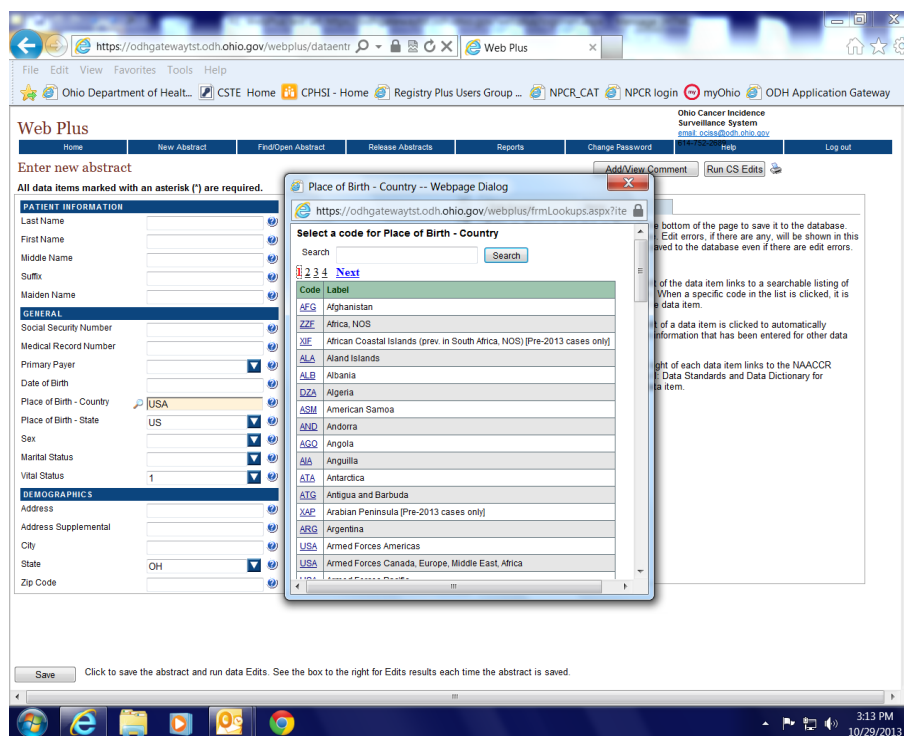 https://odhgatewaytst.odh.ohio.gov/webplus/dataentr
Web Plus
File Edit View Favorites Tools Help
Ohio Department of Healt... CSTE Home CPHSI - Home Registry Plus Users Group ... NPCR_CAT NPCR login myOhio ODH Application Gateway
Ohio Cancer Incidence
Surveillance System
email: ociss@odh.ohio.gov
614-752-2689
Web Plus
Home New Abstract Find/Open Abstract Release Abstracts Reports Change Password Help Log out
Enter new abstract
Add/View Comment Run CS Edits
All data items marked with an asterisk (*) are required.
PATIENT INFORMATION
Last Name
First Name
Middle Name
Suffix
Maiden Name
GENERAL
Social Security Number
Medical Record Number
Primary Payer
Date of Birth
Place of Birth - Country USA
Place of Birth - State US
Sex
Marital Status
Vital Status 1
DEMOGRAPHICS
Address
Address Supplemental
City
State OH
Zip Code
Place of Birth - Country -- Webpage Dialog
X
https://odhgatewaytst.odh.ohio.gov/webplus/frmLookups.aspx?ite
Select a code for Place of Birth - Country
Search Search
1 2 3 4 Next
Code Label
AFG Afghanistan
ZZF Africa, NOS
XIF African Coastal Islands (prev. in South Africa, NOS) [Pre-2013 cases only]
ALA Aland Islands
ALB Albania
DZA Algeria
ASM American Samoa
AND Andorra
AGO Angola
AIA Anguilla
ATA Antarctica
ATG Antigua and Barbuda
XAP Arabian Peninsula [Pre-2013 cases only]
ARG Argentina
USA Armed Forces Americas
USA Armed Forces Canada, Europe, Middle East, Africa
USA Armed Forces Pacific
bottom of the page to save it to the database.
Edit errors, if there are any, will be shown in this
aved to the database even if there are edit errors.
t of the data item links to a searchable listing of
When a specific code in the list is clicked, it is
e data item.
t of a data item is clicked to automatically
nformation that has been entered for other data
ght of each data item links to the NAACCR
l: Data Standards and Data Dictionary for
ta item.
Save Click to save the abstract and run data Edits. See the box to the right for Edits results each time the abstract is saved.
3:13 PM
10/29/2013